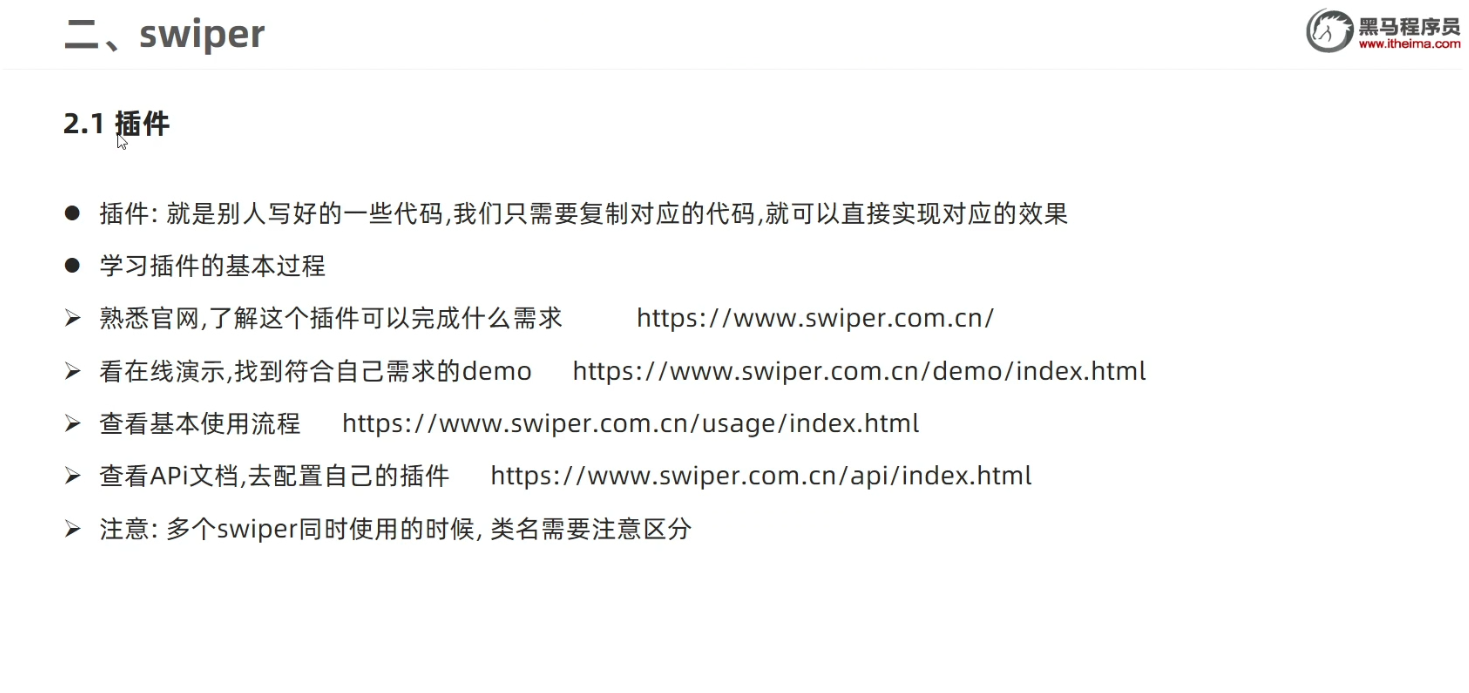 二、swiper
黑马程序员
www.itheima.com
2.1 插件
● 插件: 就是别人写好的一些代码,我们只需要复制对应的代码,就可以直接实现对应的效果
● 学习插件的基本过程
➢ 熟悉官网,了解这个插件可以完成什么需求 https://www.swiper.com.cn/
➢ 看在线演示,找到符合自己需求的demo https://www.swiper.com.cn/demo/index.html
➢ 查看基本使用流程 https://www.swiper.com.cn/usage/index.html
➢ 查看APi文档,去配置自己的插件 https://www.swiper.com.cn/api/index.html
➢ 注意: 多个swiper同时使用的时候, 类名需要注意区分